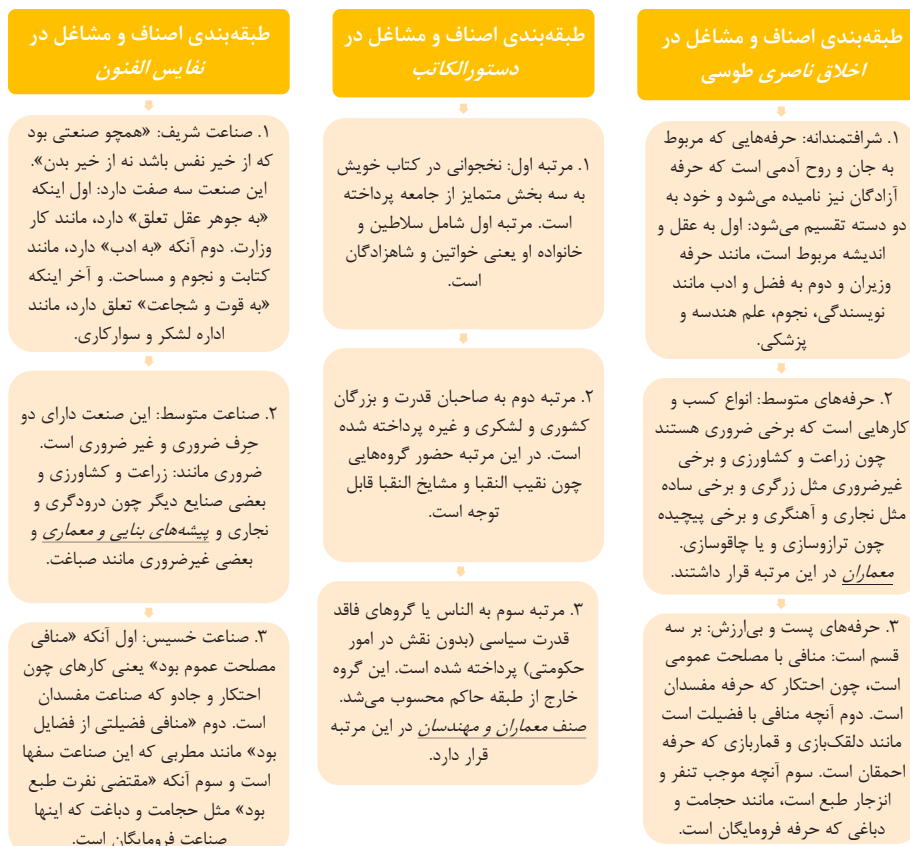 طبقه‌بندی اصناف و مشاغل در
اخلاق ناصری طوسی
۱. شرافتمندانه: حرفه‌هایی که مربوط
به جان و روح آدمی است که حرفه
آزادگان نیز نامیده می‌شود و خود به
دو دسته تقسیم می‌شود: اول به عقل و
اندیشه مربوط است، مانند حرفه
وزیران و دوم به فضل و ادب مانند
نویسندگی، نجوم، علم هندسه و
پزشکی.
۲. حرفه‌های متوسط: انواع کسب و
کارهایی است که برخی ضروری هستند
چون زراعت و کشاورزی و برخی
غیرضروری مثل زرگری و برخی ساده
مثل نجاری و آهنگری و برخی پیچیده
چون ترازوسازی و یا چاقوسازی.
معماران در این مرتبه قرار داشتند.
۳. حرفه‌های پست و بی‌ارزش: بر سه
قسم است: منافی با مصلحت عمومی
است، چون احتکار که حرفه مفسدان
است. دوم آنچه منافی با فضیلت است
مانند دلقک‌بازی و قماربازی که حرفه
احمقان است. سوم آنچه موجب تنفر و
انزجار طبع است، مانند حجامت و
دباغی که حرفه فرومایگان است.
طبقه‌بندی اصناف و مشاغل در
دستورالکاتب
۱. مرتبه اول: نخجوانی در کتاب خویش
به سه بخش متمایز از جامعه پرداخته
است. مرتبه اول شامل سلاطین و
خانواده او یعنی خواتین و شاهزادگان
است.
۲. مرتبه دوم به صاحبان قدرت و بزرگان
کشوری و لشکری و غیره پرداخته شده
است. در این مرتبه حضور گروه‌هایی
چون نقیب النقبا و مشایخ النقبا قابل
توجه است.
۳. مرتبه سوم به الناس یا گروهای فاقد
قدرت سیاسی (بدون نقش در امور
حکومتی) پرداخته شده است. این گروه
خارج از طبقه حاکم محسوب می‌شد.
صنف معماران و مهندسان در این مرتبه
قرار دارد.
طبقه‌بندی اصناف و مشاغل در
نفایس الفنون
۱. صناعت شریف: «همچو صنعتی بود
که از خیر نفس باشد نه از خیر بدن».
این صنعت سه صفت دارد: اول اینکه
«به جوهر عقل تعلق» دارد، مانند کار
وزارت. دوم آنکه «به ادب» دارد، مانند
کتابت و نجوم و مساحت. و آخر اینکه
«به قوت و شجاعت» تعلق دارد، مانند
اداره لشکر و سوارکاری.
۲. صناعت متوسط: این صنعت دارای دو
حِرف ضروری و غیر ضروری است.
ضروری مانند: زراعت و کشاورزی و
بعضی صنایع دیگر چون درودگری و
نجاری و پیشه‌های بنایی و معماری و
بعضی غیرضروری مانند صباغت.
۳. صناعت خسیس: اول آنکه «منافی
مصلحت عموم بود» یعنی کارهای چون
احتکار و جادو که صناعت مفسدان
است. دوم «منافی فضیلتی از فضایل
بود» مانند مطربی که این صناعت سفها
است و سوم آنکه «مقتضی نفرت طبع
بود» مثل حجامت و دباغت که اینها
صناعت فرومایگان است.